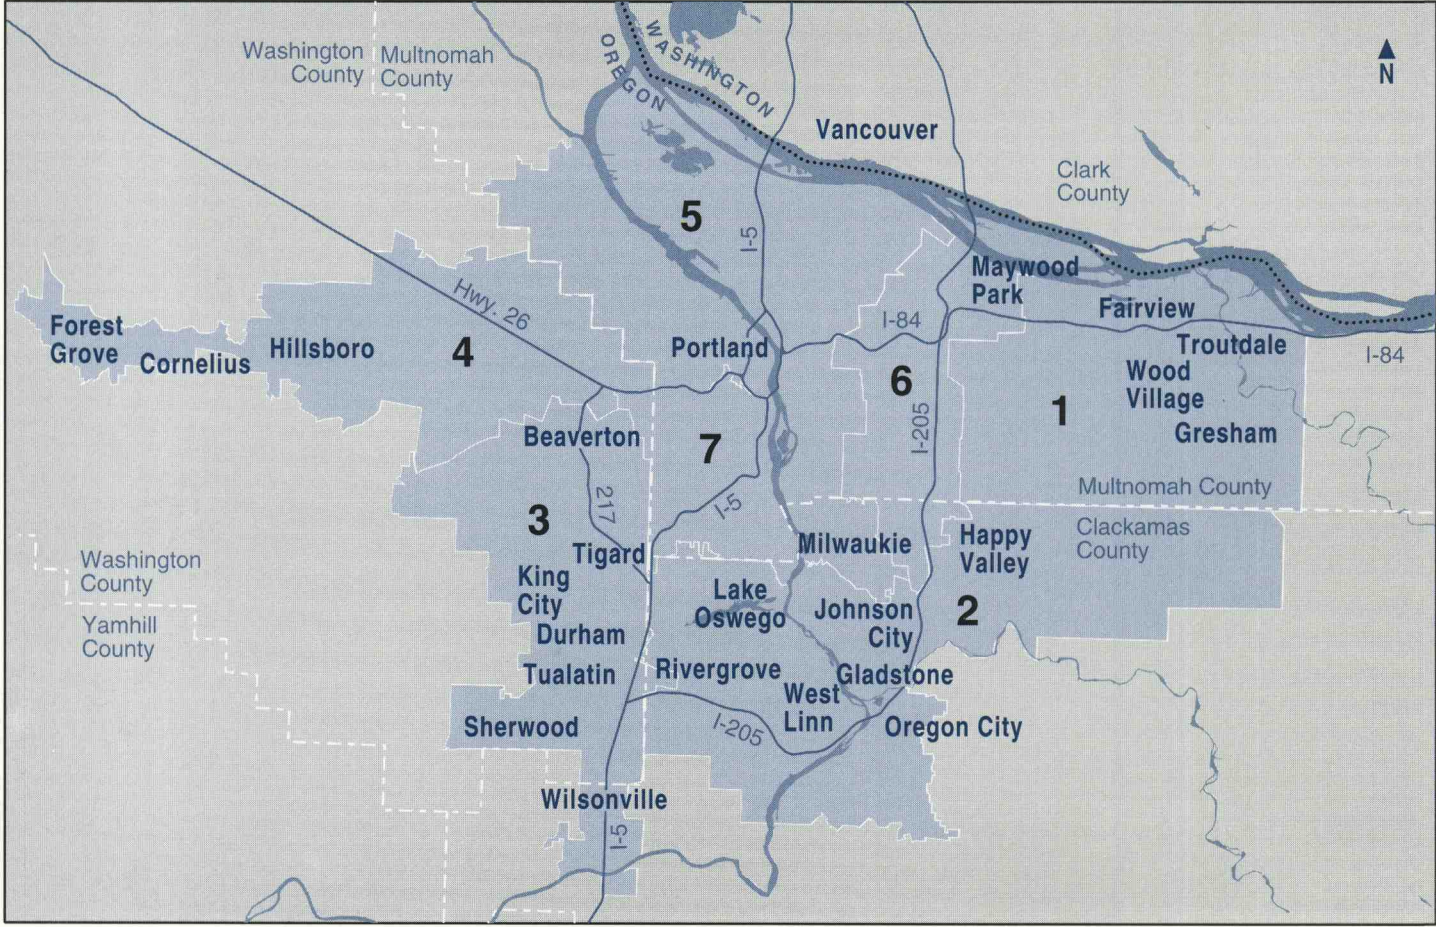 Washington
County
Multnomah
County
OREGON
WASHINGTON
N
Vancouver
Clark
County
5
I-5
Maywood
Park
Hwy. 26
Fairview
Forest
Grove
Cornelius
Hillsboro
4
Portland
I-84
Troutdale
I-84
Wood
Village
6
1
I-205
Gresham
Beaverton
7
Multnomah County
217
3
I-5
Clackamas
County
Tigard
Milwaukie
Happy
Valley
Washington
County
King
City
Lake
Oswego
Johnson
City
2
Yamhill
County
Durham
Tualatin
Rivergrove
Gladstone
West
Linn
Sherwood
I-205
Oregon City
Wilsonville
I-5